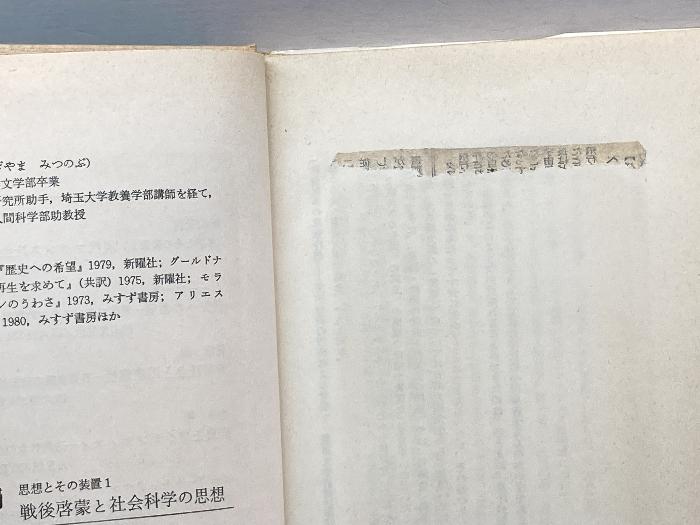 ぎやま みつのぶ)
文学部卒業
究所助手，埼玉大学教養学部講師を経て，
人間科学部助教授
『歴史への希望』1979，新曜社；グールドナ
再生を求めて』(共訳) 1975，新曜社；モラ
ンのうわさ』1973，みすず書房；アリエス
1980，みすず書房ほか
思想とその装置1
戦後啓蒙と社会科学の思想